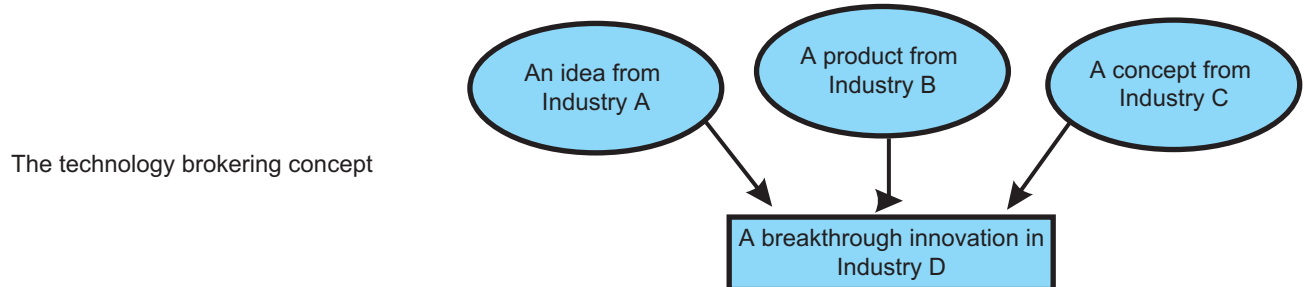 An idea from
Industry A
A product from
Industry B
A concept from
Industry C
The technology brokering concept
A breakthrough innovation in
Industry D